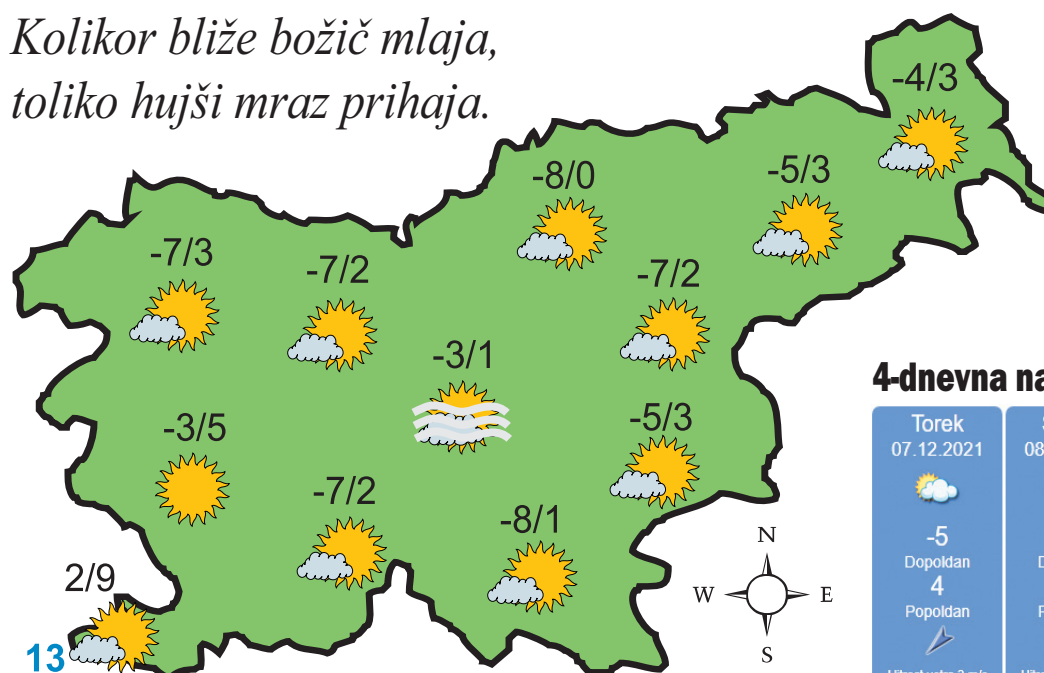 Kolikor bliže božič mlaja,
toliko hujši mraz prihaja.
-4/3
-8/0
-5/3
-7/3
-7/2
-7/2
-3/1
-3/5
-5/3
-7/2
-8/1
2/9
13
N
W
E
S
4-dnevna
Torek
07.12.2021
-5
Dopoldan
4
Popoldan
08